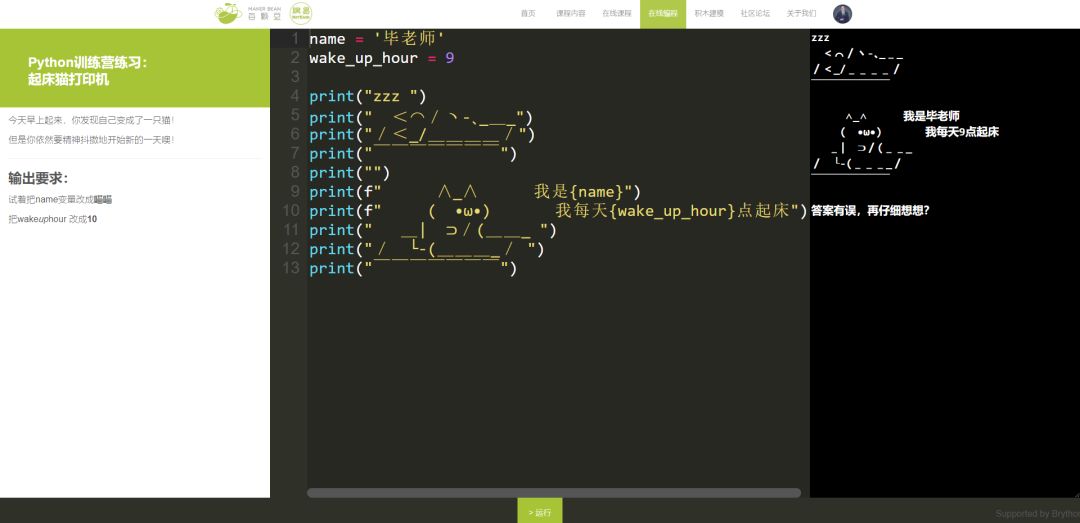 MAKER BEAN
首页 课程内容 在线课程 在线编程 积木建模 社区论坛 关于我们
Python训练营练习：
起床猫打印机
今天早上起来，你发现自己变成了一只猫！
但是你依然要精神抖擞地开始新的一天噢！
输出要求：
试着把name变量改成喵喵
把wakeuphour 改成10
1 name = '毕老师'
2 wake_up_hour = 9
3
4 print("zzz ")
5 print("　＜⌒／ヽ-、＿＿_")
6 print("／＜_/＿＿＿＿／")
7 print("￣￣￣￣￣￣￣")
8 print("")
9 print(f"　　　∧_∧　　　我是{name}")
10 print(f"　　 (　•ω•)　　　 我每天{wake_up_hour}点起床")
11 print("　 ＿|　⊃／(＿＿_ ")
12 print("／　└-(＿＿＿_／ ")
13 print("￣￣￣￣￣￣￣")
zzz
　＜⌒／ヽ-、＿＿_
／＜_/＿＿＿＿／
￣￣￣￣￣￣￣
　　　∧_∧　　　我是毕老师
　　 (　•ω•)　　　 我每天9点起床
　 ＿|　⊃／(＿＿_
／　└-(＿＿＿_／
￣￣￣￣￣￣￣
答案有误，再仔细想想？
> 运行
Supported by Brython